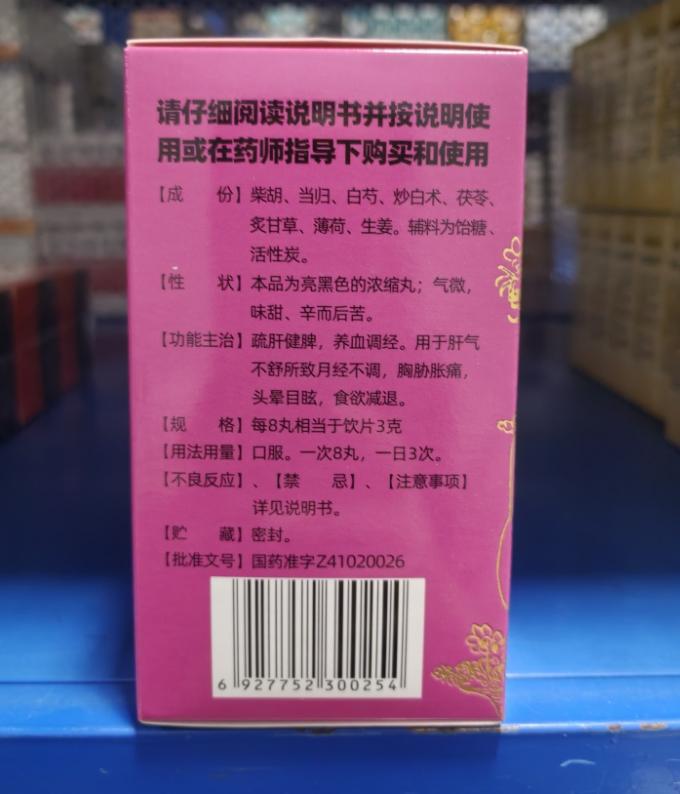 请仔细阅读说明书并按说明使
用或在药师指导下购买和使用
【成 份】柴胡、当归、白芍、炒白术、茯苓、
炙甘草、薄荷、生姜。辅料为饴糖、
活性炭。
【性 状】本品为亮黑色的浓缩丸；气微，
味甜、辛而后苦。
【功能主治】疏肝健脾，养血调经。用于肝气
不舒所致月经不调，胸胁胀痛，
头晕目眩，食欲减退。
【规 格】每8丸相当于饮片3克
【用法用量】口服。一次8丸，一日3次。
【不良反应】、【禁 忌】、【注意事项】
详见说明书。
【贮 藏】密封。
【批准文号】国药准字Z41020026
6 927752 300254